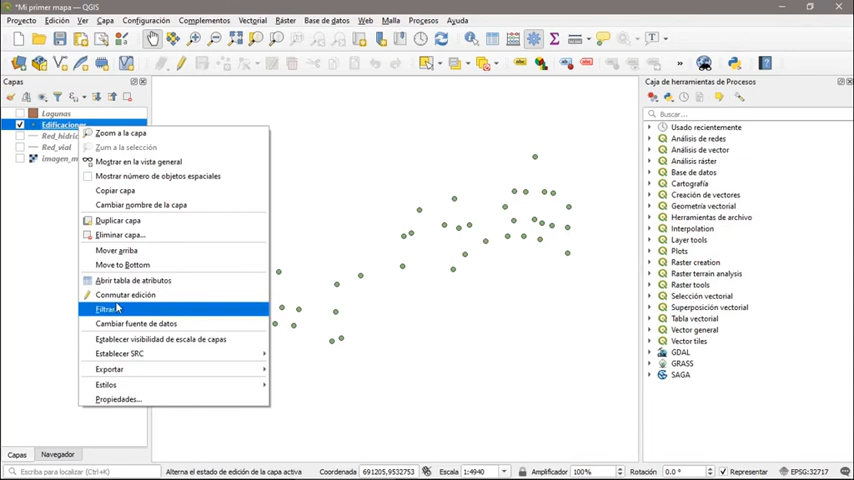 *Mi primer mapa — QGIS
Proyecto Edición Ver Capa Configuración Complementos Vectorial Ráster Base de datos Web Malla Procesos Ayuda
Capas
Caja de herramientas de Procesos
Buscar...
Lagunas
Edificaciones
Red_hídric
Red_vial
imagen_m
Zoom a la capa
Zum a la selección
Mostrar en la vista general
Mostrar número de objetos espaciales
Copiar capa
Cambiar nombre de la capa
Duplicar capa
Eliminar capa...
Mover arriba
Move to Bottom
Abrir tabla de atributos
Conmutar edición
Filtrar
Cambiar fuente de datos
Establecer visibilidad de escala de capas
Establecer SRC
Exportar
Estilos
Propiedades...
Usado recientemente
Análisis de redes
Análisis de vector
Análisis ráster
Base de datos
Cartografía
Creación de vectores
Geometría vectorial
Herramientas de archivo
Interpolation
Layer tools
Plots
Raster creation
Raster terrain analysis
Raster tools
Selección vectorial
Superposición vectorial
Tabla vectorial
Vector general
Vector tiles
GDAL
GRASS
SAGA
Capas Navegador
Escriba para localizar (Ctrl+K) Alterna el estado de edición de la capa activa Coordenada 691205,9532753 Escala 1:4940 Amplificador 100% Rotación 0.0 ° Representar EPSG:32717